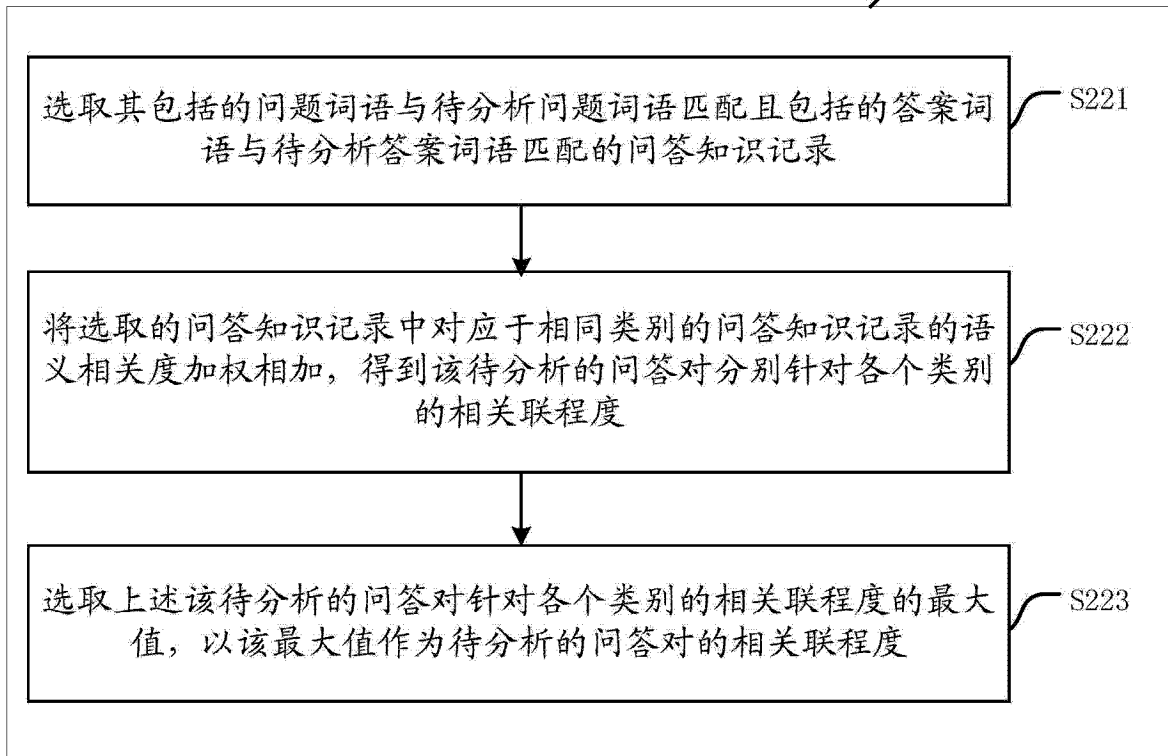 选取其包括的问题词语与待分析问题词语匹配且包括的答案词
语与待分析答案词语匹配的问答知识记录
S221
将选取的问答知识记录中对应于相同类别的问答知识记录的语
义相关度加权相加，得到该待分析的问答对分别针对各个类别
的相关联程度
S222
选取上述该待分析的问答对针对各个类别的相关联程度的最大
值，以该最大值作为待分析的问答对的相关联程度
S223